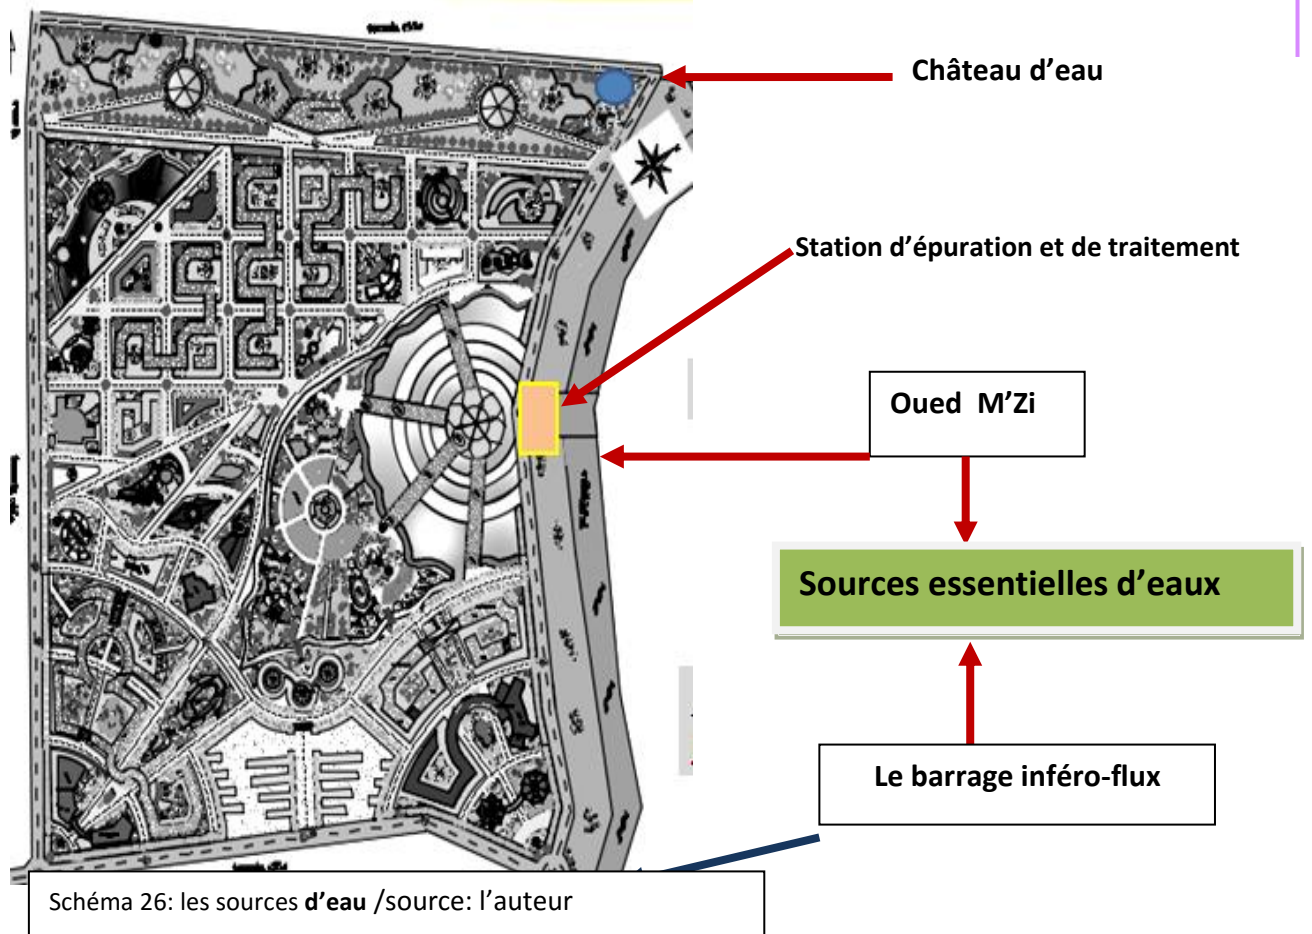 Château d’eau
Station d’épuration et de traitement
Oued M’Zi
Sources essentielles d’eaux
Le barrage inféro-flux
Schéma 26: les sources d’eau /source: l’auteur